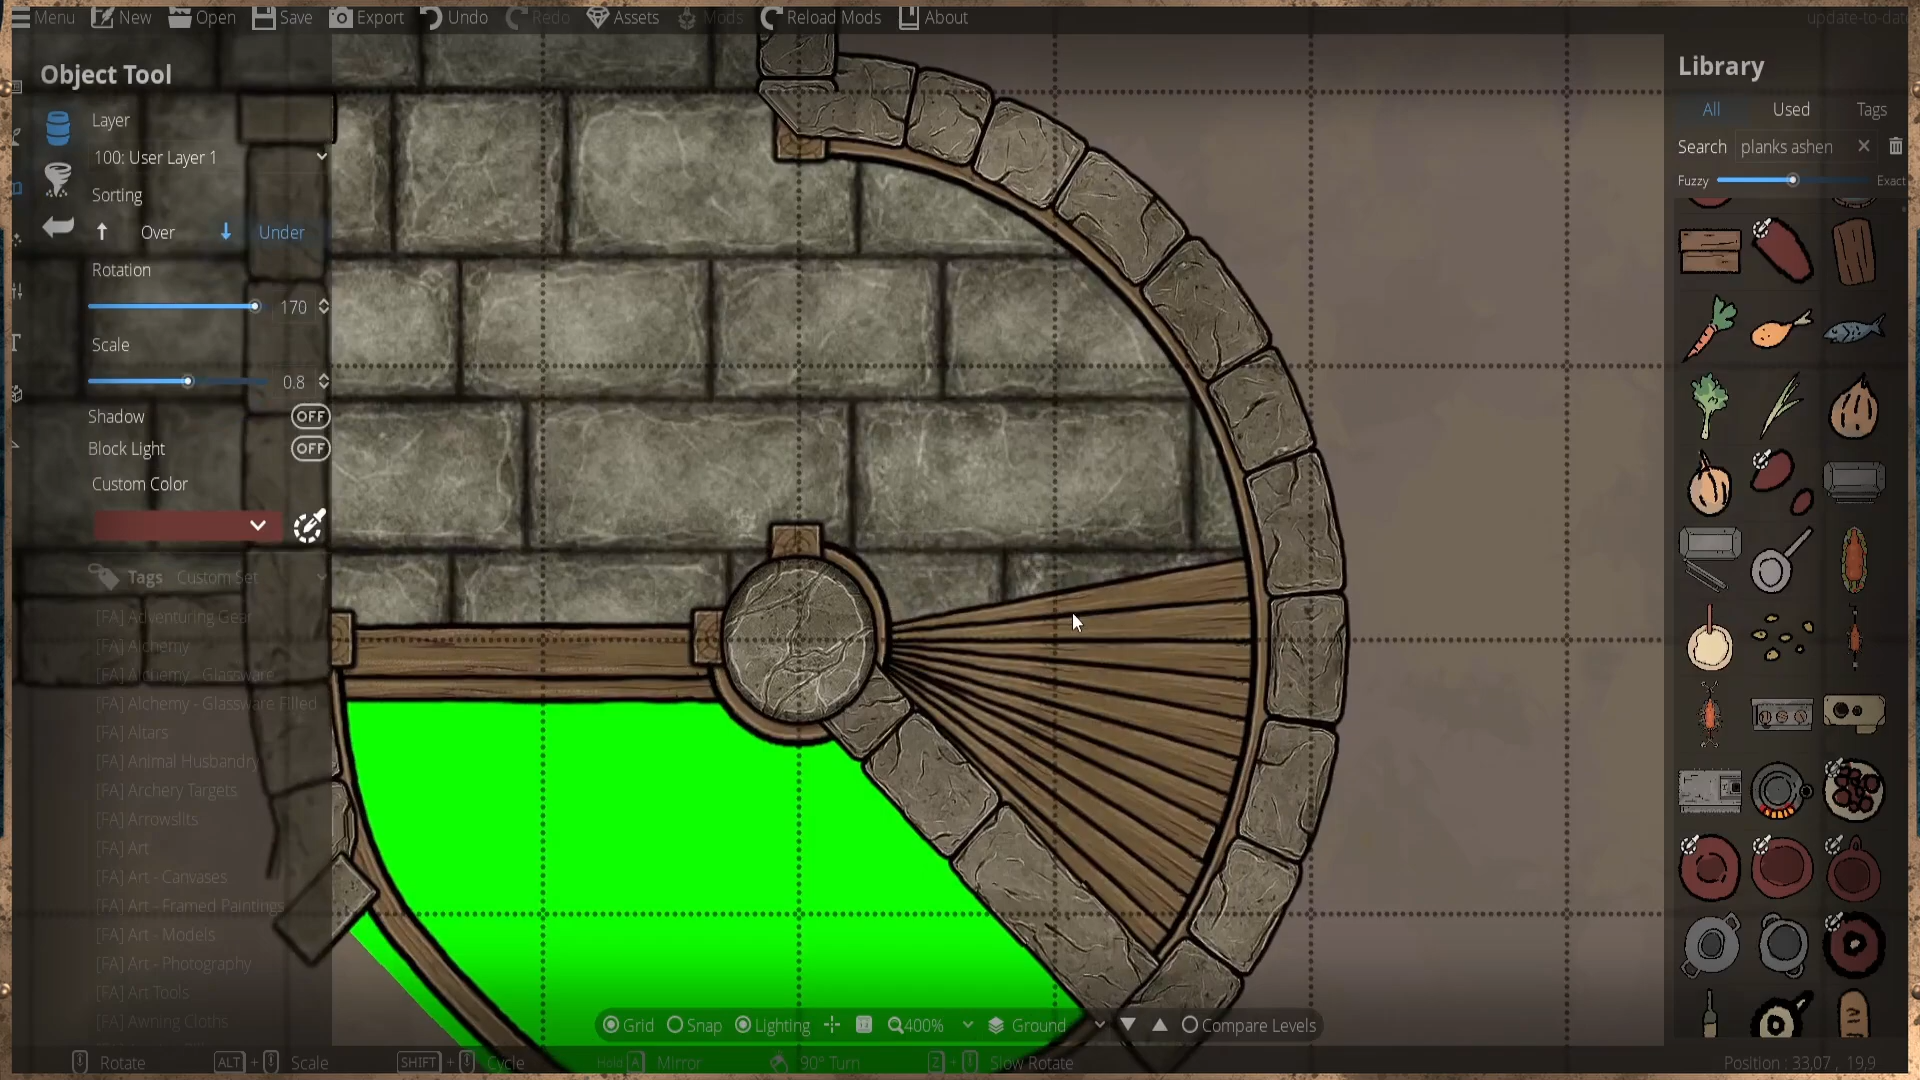 Menu New Open Save Export Undo Redo Assets Mods Reload Mods About update-to-dat
Object Tool
Layer
100: User Layer 1
Sorting
Over Under
Rotation
170
Scale
0.8
Shadow OFF
Block Light OFF
Custom Color
Tags Custom Set
[FA] Adventuring Gear
[FA] Alchemy
[FA] Alchemy - Glassware
[FA] Alchemy - Glassware Filled
[FA] Altars
[FA] Animal Husbandry
[FA] Archery Targets
[FA] Arrowslits
[FA] Art
[FA] Art - Canvases
[FA] Art - Framed Paintings
[FA] Art - Models
[FA] Art - Photography
[FA] Art Tools
[FA] Awning Cloths
Library
All Used Tags
Search planks ashen
Fuzzy Exact
Grid Snap Lighting 400% Ground Compare Levels
Rotate ALT + Scale SHIFT + Cycle Hold A Mirror 90° Turn Z + Slow Rotate Position : 33,07 , 19,9